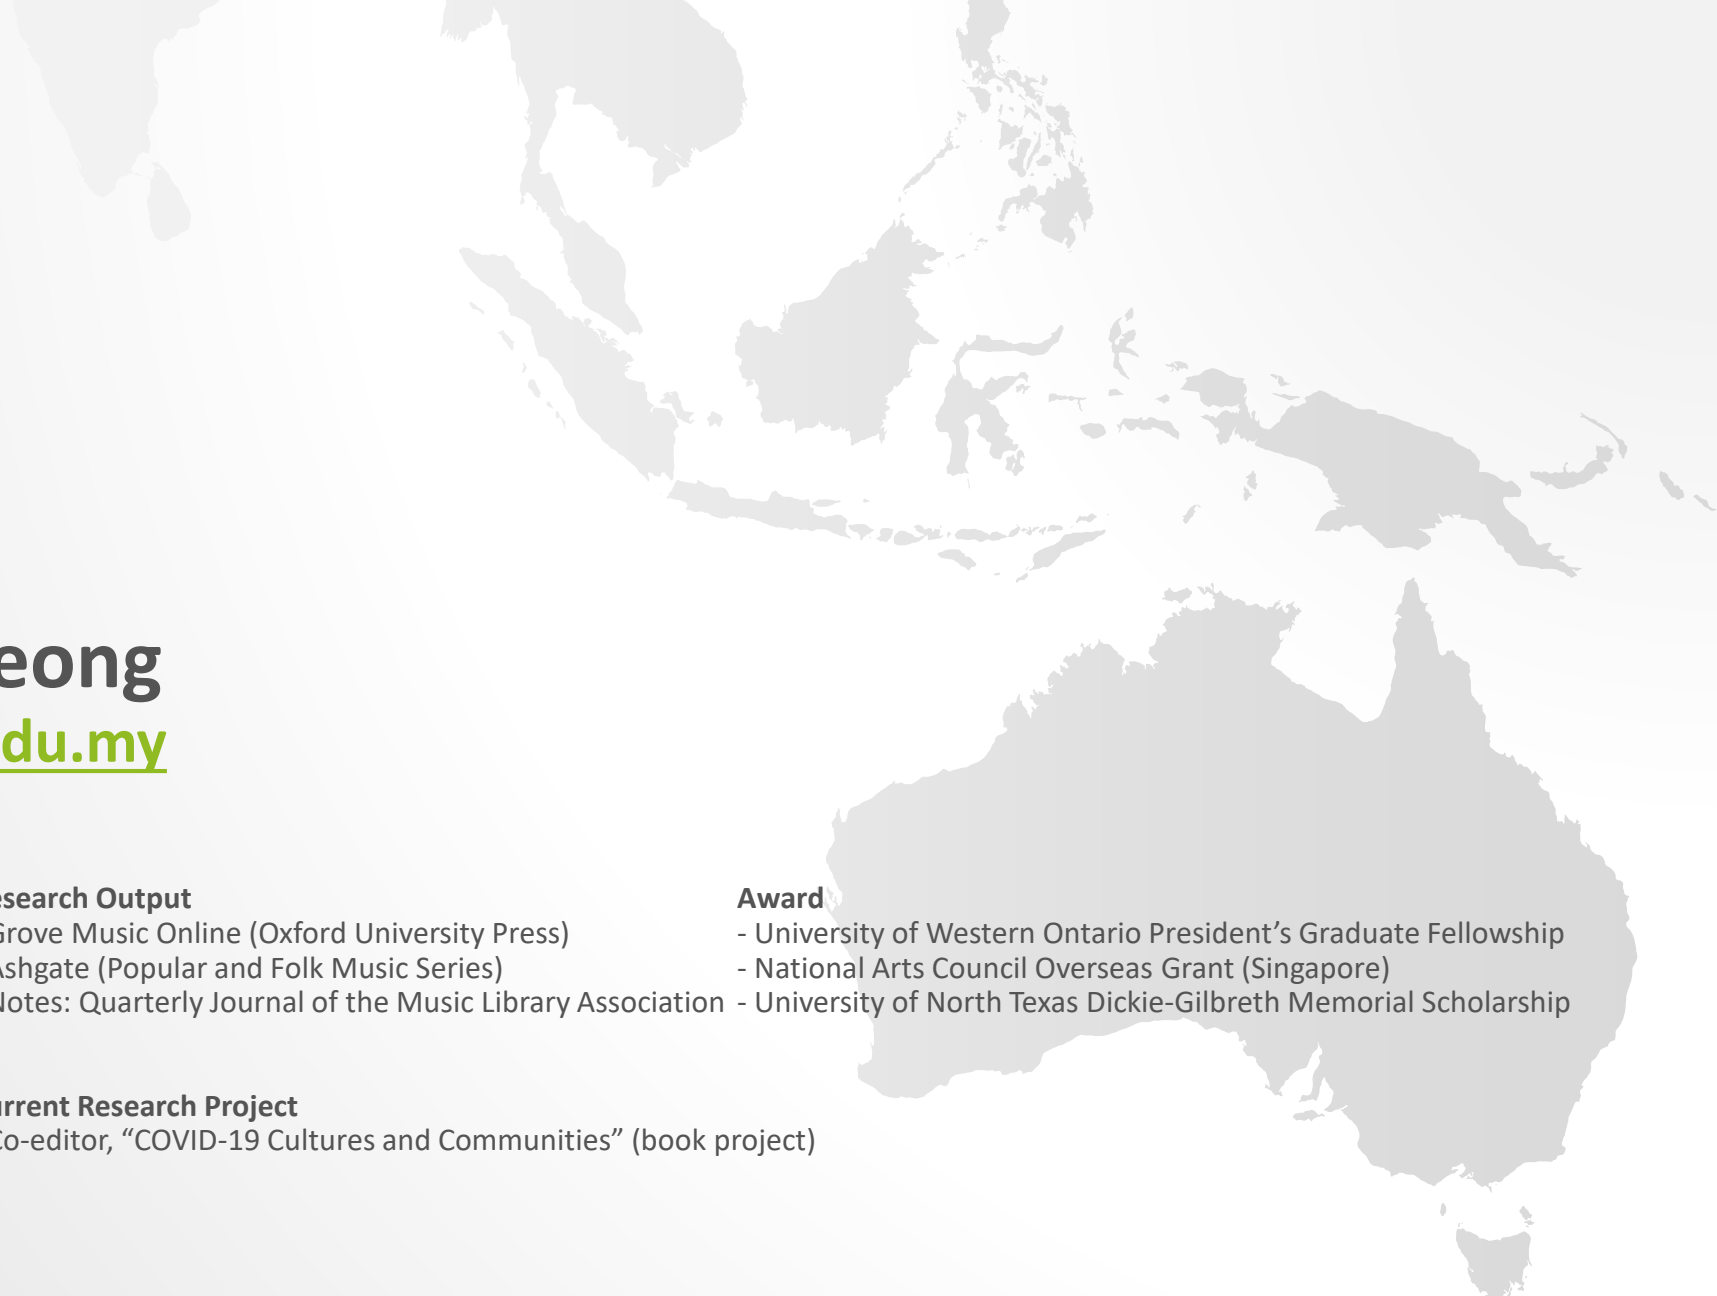 eong
du.my
esearch Output
Grove Music Online (Oxford University Press)
Ashgate (Popular and Folk Music Series)
Notes: Quarterly Journal of the Music Library Association
Award
- University of Western Ontario President’s Graduate Fellowship
- National Arts Council Overseas Grant (Singapore)
- University of North Texas Dickie-Gilbreth Memorial Scholarship
urrent Research Project
Co-editor, “COVID-19 Cultures and Communities” (book project)